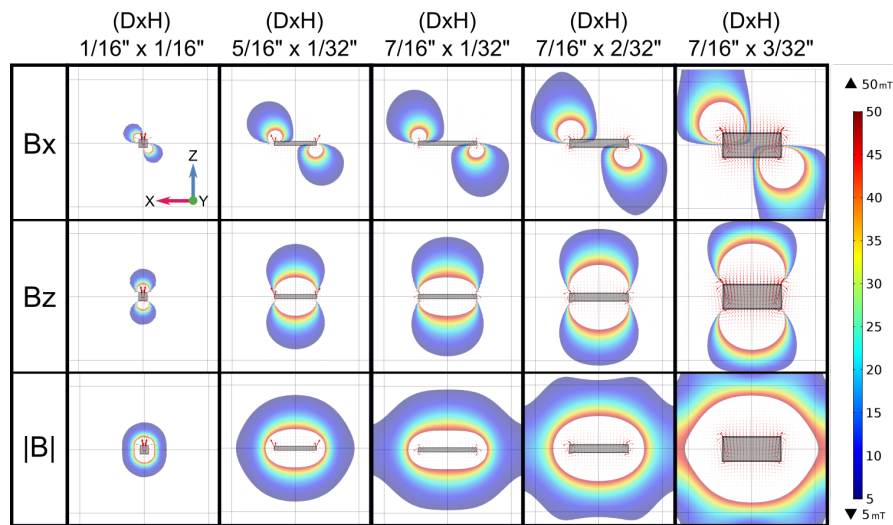 (DxH) (DxH) (DxH) (DxH) (DxH)
1/16" x 1/16" 5/16" x 1/32" 7/16" x 1/32" 7/16" x 2/32" 7/16" x 3/32"
▲ 50mT
Bx
Z
X Y
Bz
|B|
50
45
40
35
30
25
20
15
10
5
▼ 5mT